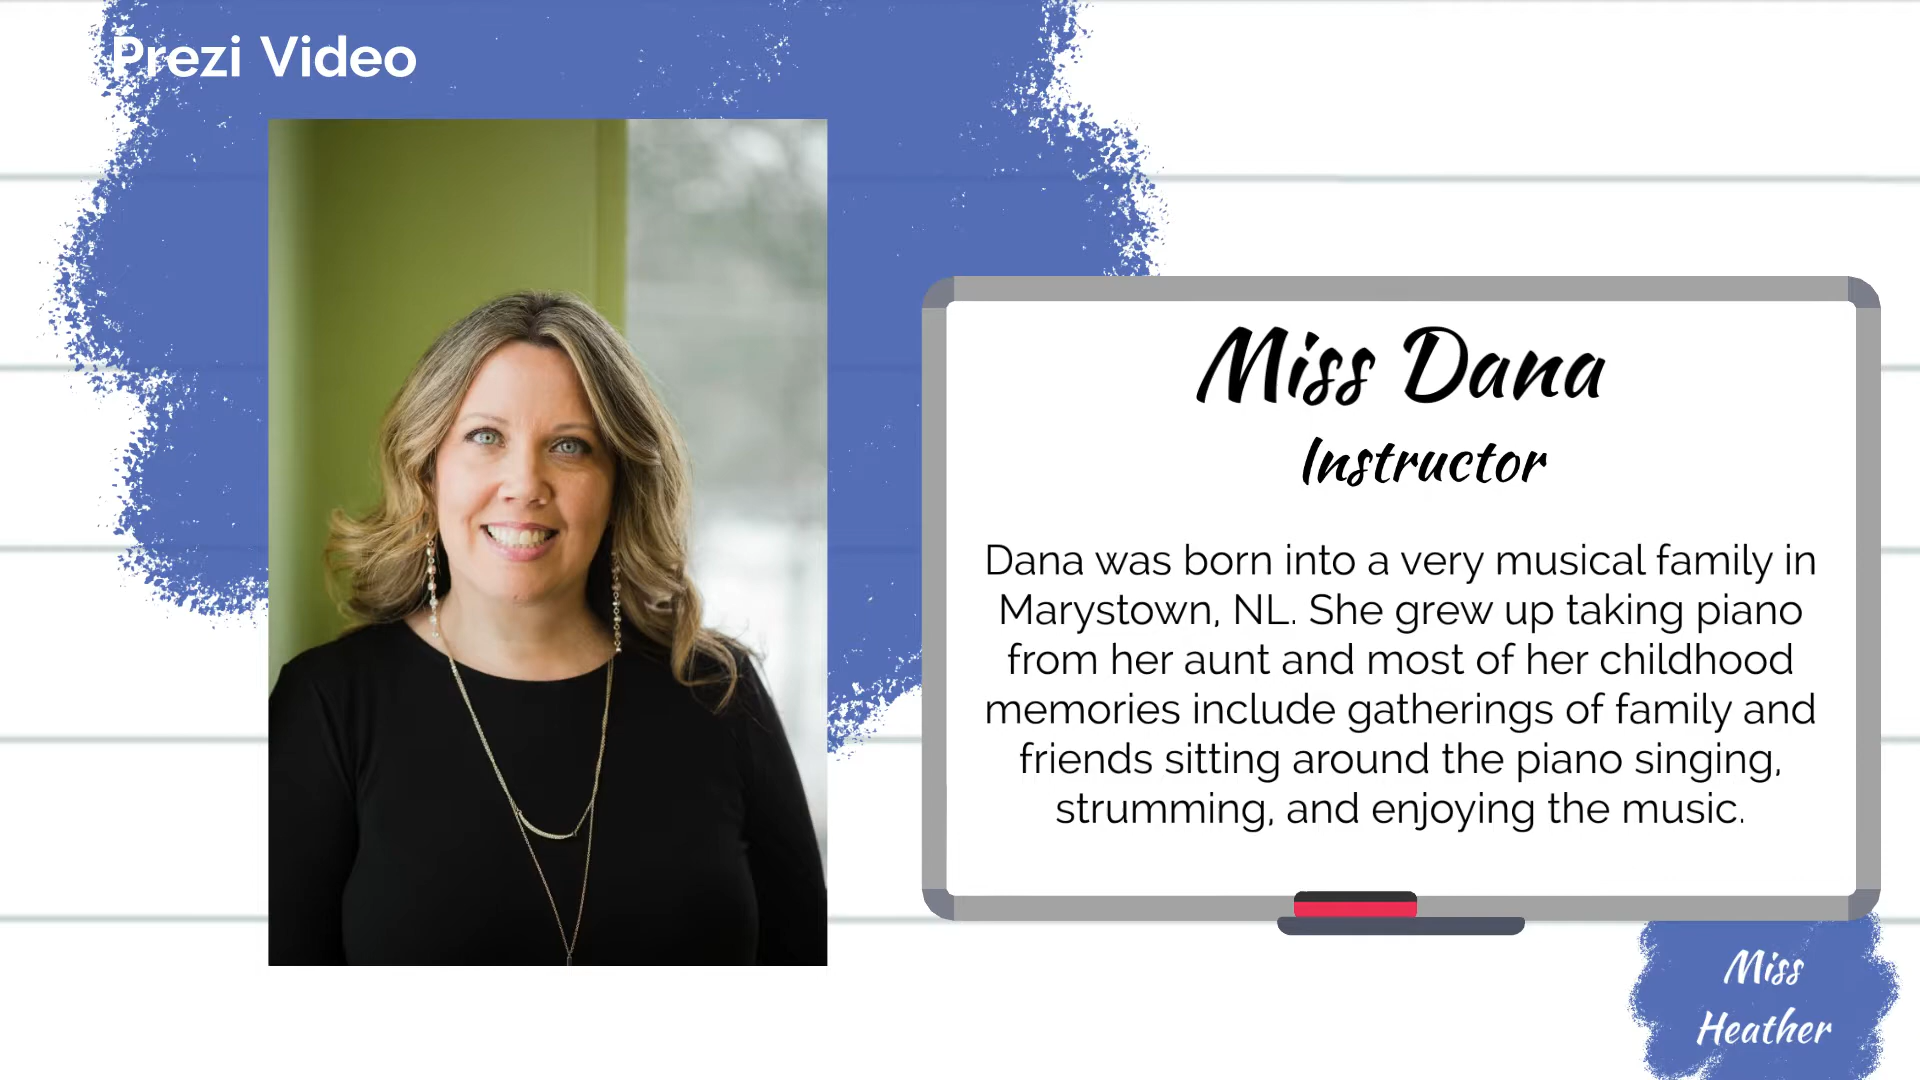 Prezi Video
Miss Dana
Instructor
Dana was born into a very musical family in
Marystown, NL. She grew up taking piano
from her aunt and most of her childhood
memories include gatherings of family and
friends sitting around the piano singing,
strumming, and enjoying the music.
Miss
Heather